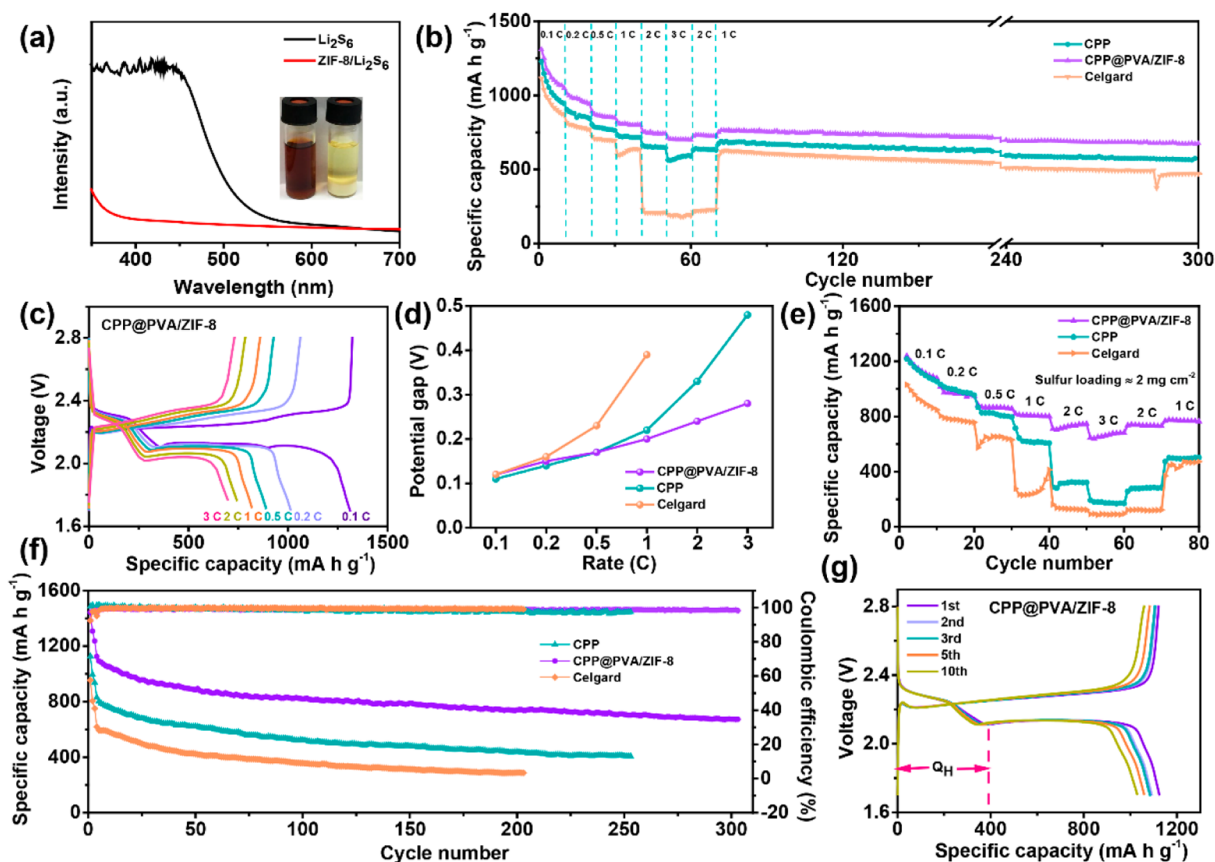 (a)
Li₂S₆
ZIF-8/Li₂S₆
Intensity (a.u.)
400 500 600 700
Wavelength (nm)
(b)
0.1 C 0.2 C 0.5 C 1 C 2 C 3 C 2 C 1 C
CPP
CPP@PVA/ZIF-8
Celgard
Specific capacity (mA h g⁻¹)
1500
1000
500
0
0 60 120 240 300
Cycle number
(c)
CPP@PVA/ZIF-8
Voltage (V)
2.8
2.4
2.0
1.6
3 C 2 C 1 C 0.5 C 0.2 C 0.1 C
0 500 1000 1500
Specific capacity (mA h g⁻¹)
(d)
Potential gap (V)
0.5
0.4
0.3
0.2
0.1
0.0
CPP@PVA/ZIF-8
CPP
Celgard
0.1 0.2 0.5 1 2 3
Rate (C)
(e)
Specific capacity (mA h g⁻¹)
1600
1200
800
400
0
CPP@PVA/ZIF-8
CPP
Celgard
Sulfur loading ≈ 2 mg cm⁻²
0.1 C 0.2 C 0.5 C 1 C 2 C 3 C 2 C 1 C
0 20 40 60 80
Cycle number
(f)
Specific capacity (mA h g⁻¹)
1600
1200
800
400
0
CPP
CPP@PVA/ZIF-8
Celgard
100
80
60
40
20
0
-20
Coulombic efficiency (%)
0 50 100 150 200 250 300
Cycle number
(g)
1st
2nd
3rd
5th
10th
CPP@PVA/ZIF-8
Voltage (V)
2.8
2.4
2.0
1.6
Q_H
0 400 800 1200
Specific capacity (mA h g⁻¹)